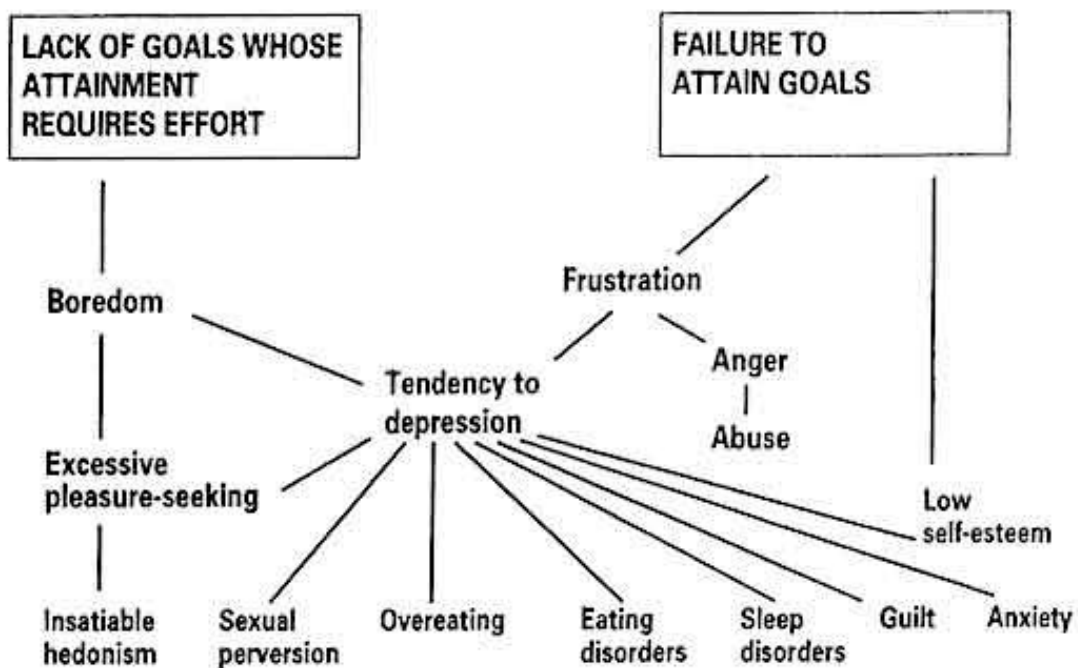 LACK OF GOALS WHOSE
ATTAINMENT
REQUIRES EFFORT
FAILURE TO
ATTAIN GOALS
Boredom
Frustration
Anger
Abuse
Tendency to
depression
Excessive
pleasure-seeking
Low
self-esteem
Insatiable
hedonism
Sexual
perversion
Overeating
Eating
disorders
Sleep
disorders
Guilt
Anxiety